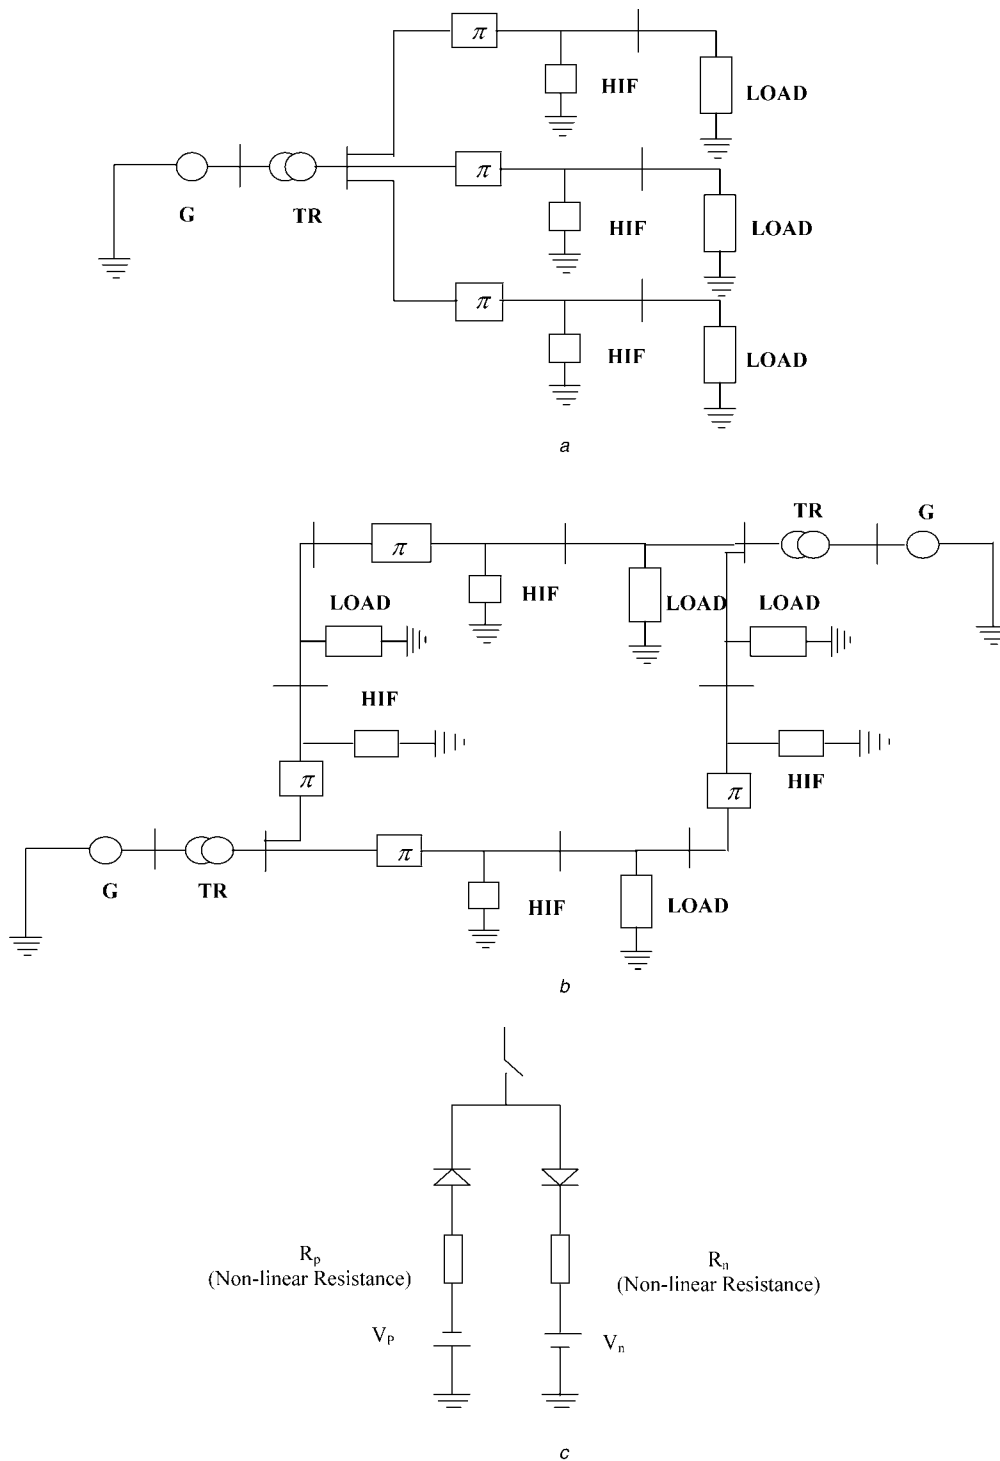 π
HIF
LOAD
π
G
TR
HIF
LOAD
π
HIF
LOAD
a
TR
G
π
HIF
LOAD
LOAD
LOAD
HIF
π
HIF
π
π
G
TR
HIF
LOAD
b
Rp
(Non-linear Resistance)
Rn
(Non-linear Resistance)
VP
Vn
c